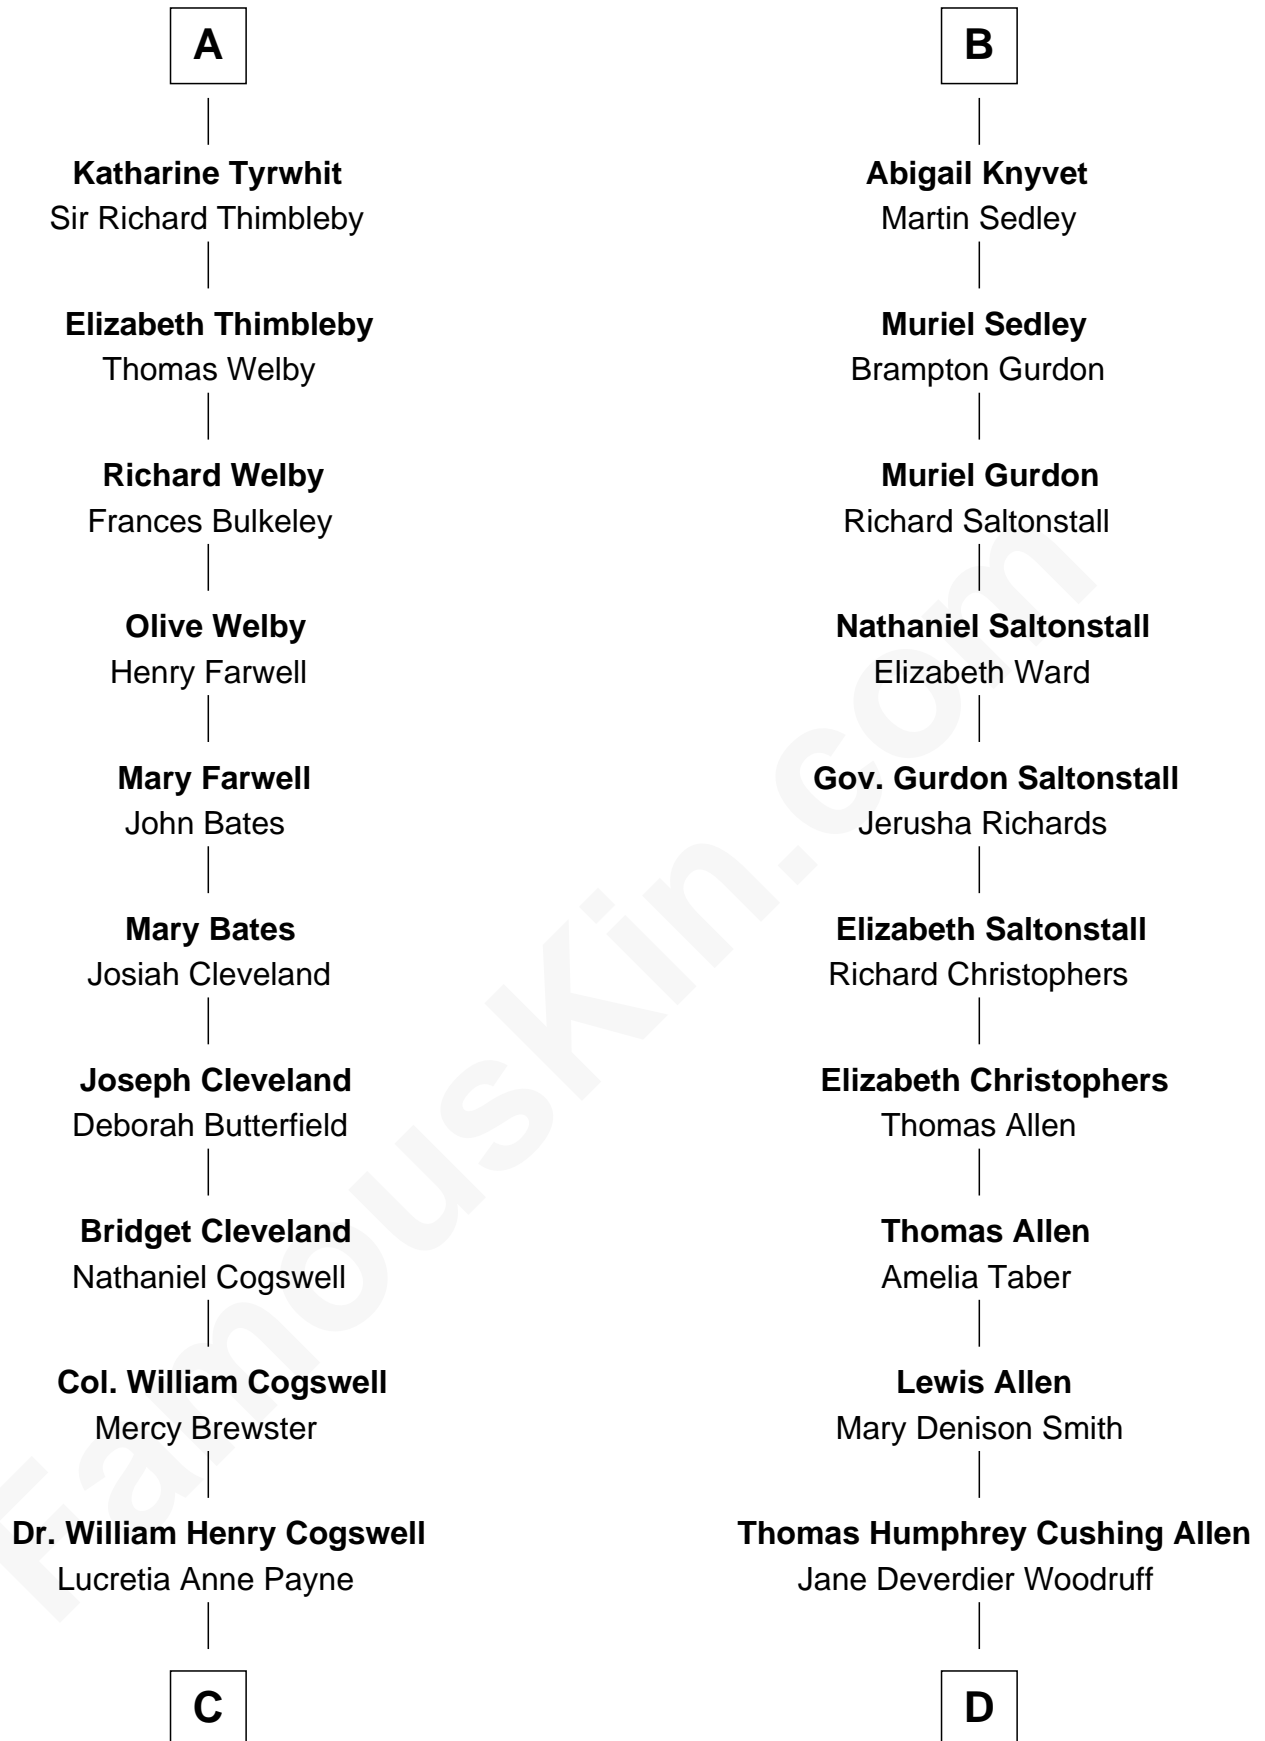 A
Katharine Tyrwhit
Sir Richard Thimbleby
Elizabeth Thimbleby
Thomas Welby
Richard Welby
Frances Bulkeley
Olive Welby
Henry Farwell
Mary Farwell
John Bates
Mary Bates
Josiah Cleveland
Joseph Cleveland
Deborah Butterfield
Bridget Cleveland
Nathaniel Cogswell
Col. William Cogswell
Mercy Brewster
Dr. William Henry Cogswell
Lucretia Anne Payne
C
B
Abigail Knyvet
Martin Sedley
Muriel Sedley
Brampton Gurdon
Muriel Gurdon
Richard Saltonstall
Nathaniel Saltonstall
Elizabeth Ward
Gov. Gurdon Saltonstall
Jerusha Richards
Elizabeth Saltonstall
Richard Christophers
Elizabeth Christophers
Thomas Allen
Thomas Allen
Amelia Taber
Lewis Allen
Mary Denison Smith
Thomas Humphrey Cushing Allen
Jane Deverdier Woodruff
D
FamousKin.com